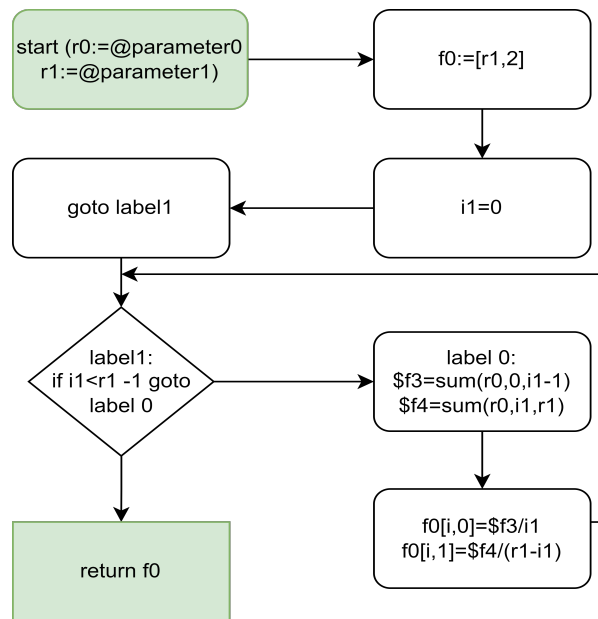 start (r0:=@parameter0
r1:=@parameter1)
f0:=[r1,2]
goto label1
i1=0
label1:
if i1<r1 -1 goto
label 0
label 0:
$f3=sum(r0,0,i1-1)
$f4=sum(r0,i1,r1)
return f0
f0[i,0]=$f3/i1
f0[i,1]=$f4/(r1-i1)